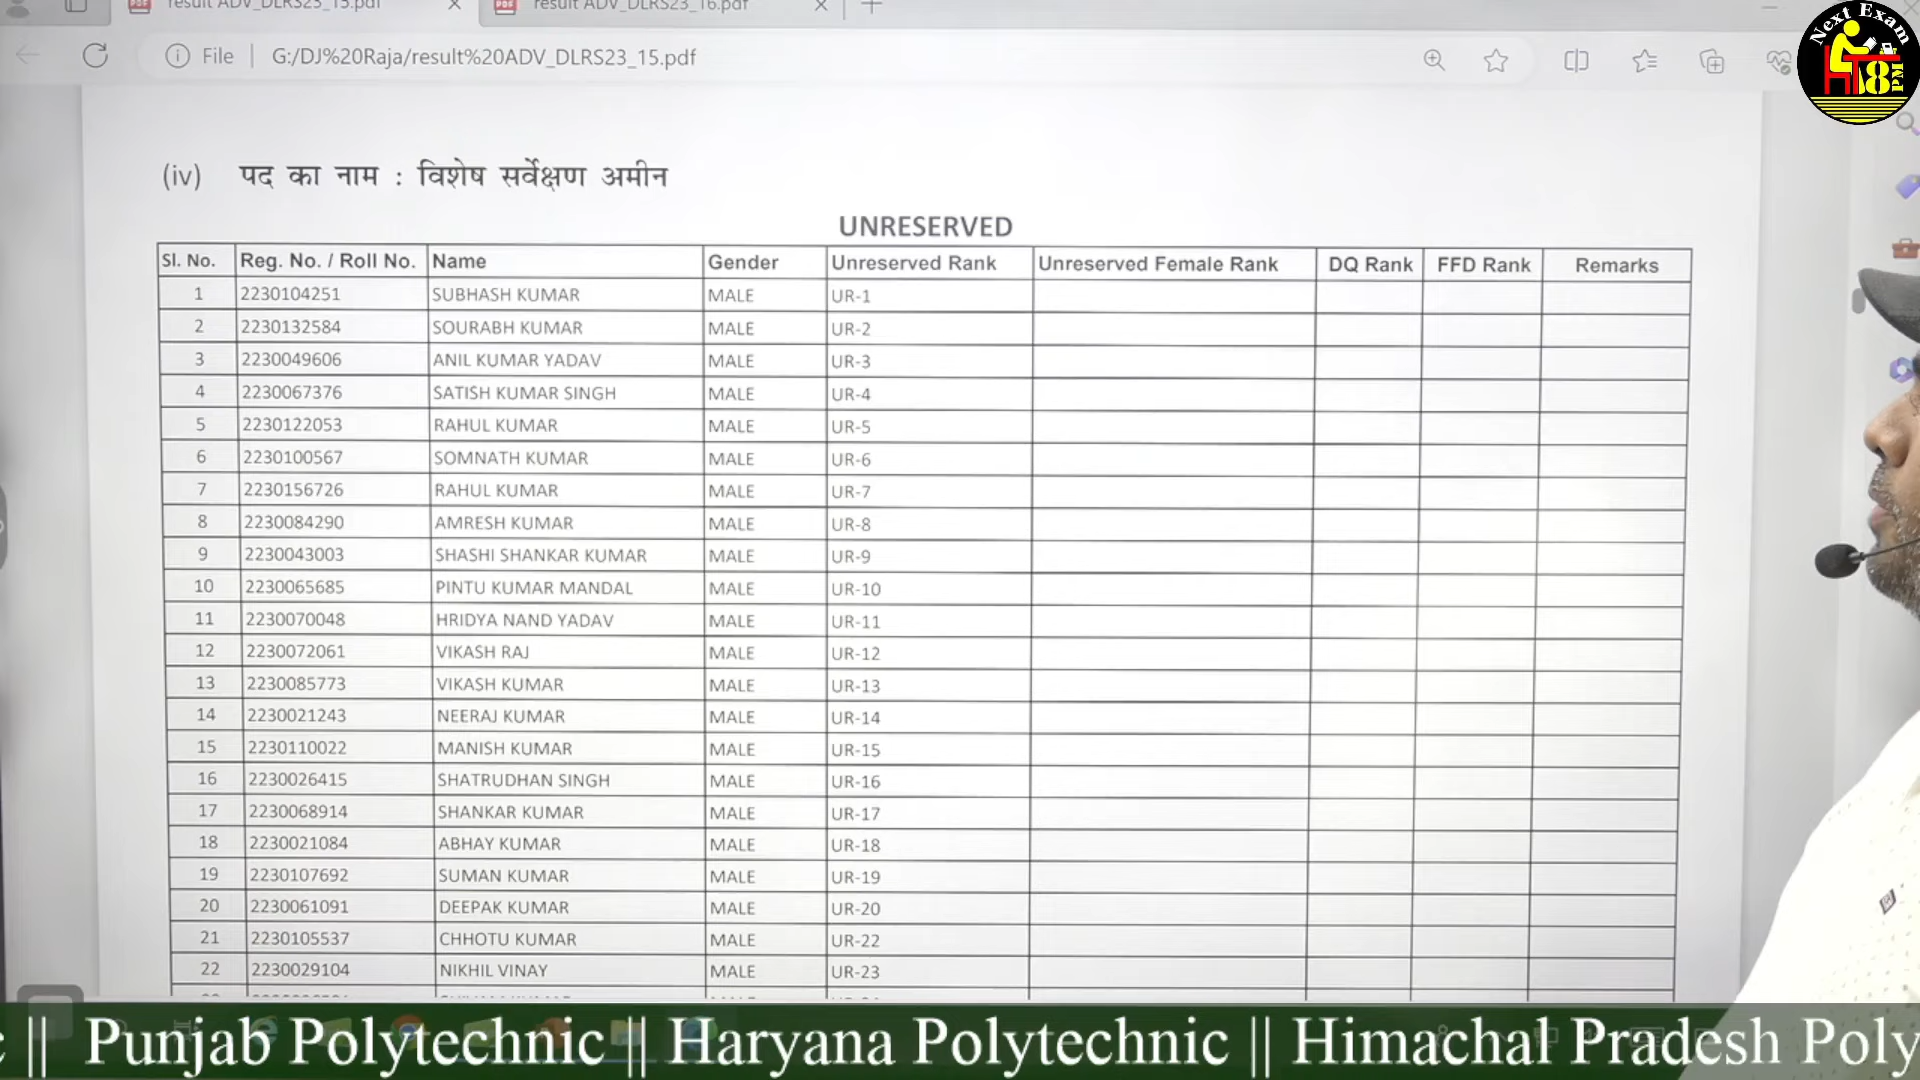 result ADV_DLRS23_15.pdf
result ADV_DLRS23_16.pdf
File | G:/DJ%20Raja/result%20ADV_DLRS23_15.pdf
Next Exam
8PM
(iv) पद का नाम : विशेष सर्वेक्षण अमीन
UNRESERVED
Sl. No. Reg. No. / Roll No. Name Gender Unreserved Rank Unreserved Female Rank DQ Rank FFD Rank Remarks
1 2230104251 SUBHASH KUMAR MALE UR-1
2 2230132584 SOURABH KUMAR MALE UR-2
3 2230049606 ANIL KUMAR YADAV MALE UR-3
4 2230067376 SATISH KUMAR SINGH MALE UR-4
5 2230122053 RAHUL KUMAR MALE UR-5
6 2230100567 SOMNATH KUMAR MALE UR-6
7 2230156726 RAHUL KUMAR MALE UR-7
8 2230084290 AMRESH KUMAR MALE UR-8
9 2230043003 SHASHI SHANKAR KUMAR MALE UR-9
10 2230065685 PINTU KUMAR MANDAL MALE UR-10
11 2230070048 HRIDYA NAND YADAV MALE UR-11
12 2230072061 VIKASH RAJ MALE UR-12
13 2230085773 VIKASH KUMAR MALE UR-13
14 2230021243 NEERAJ KUMAR MALE UR-14
15 2230110022 MANISH KUMAR MALE UR-15
16 2230026415 SHATRUDHAN SINGH MALE UR-16
17 2230068914 SHANKAR KUMAR MALE UR-17
18 2230021084 ABHAY KUMAR MALE UR-18
19 2230107692 SUMAN KUMAR MALE UR-19
20 2230061091 DEEPAK KUMAR MALE UR-20
21 2230105537 CHHOTU KUMAR MALE UR-22
22 2230029104 NIKHIL VINAY MALE UR-23
c || Punjab Polytechnic || Haryana Polytechnic || Himachal Pradesh Poly